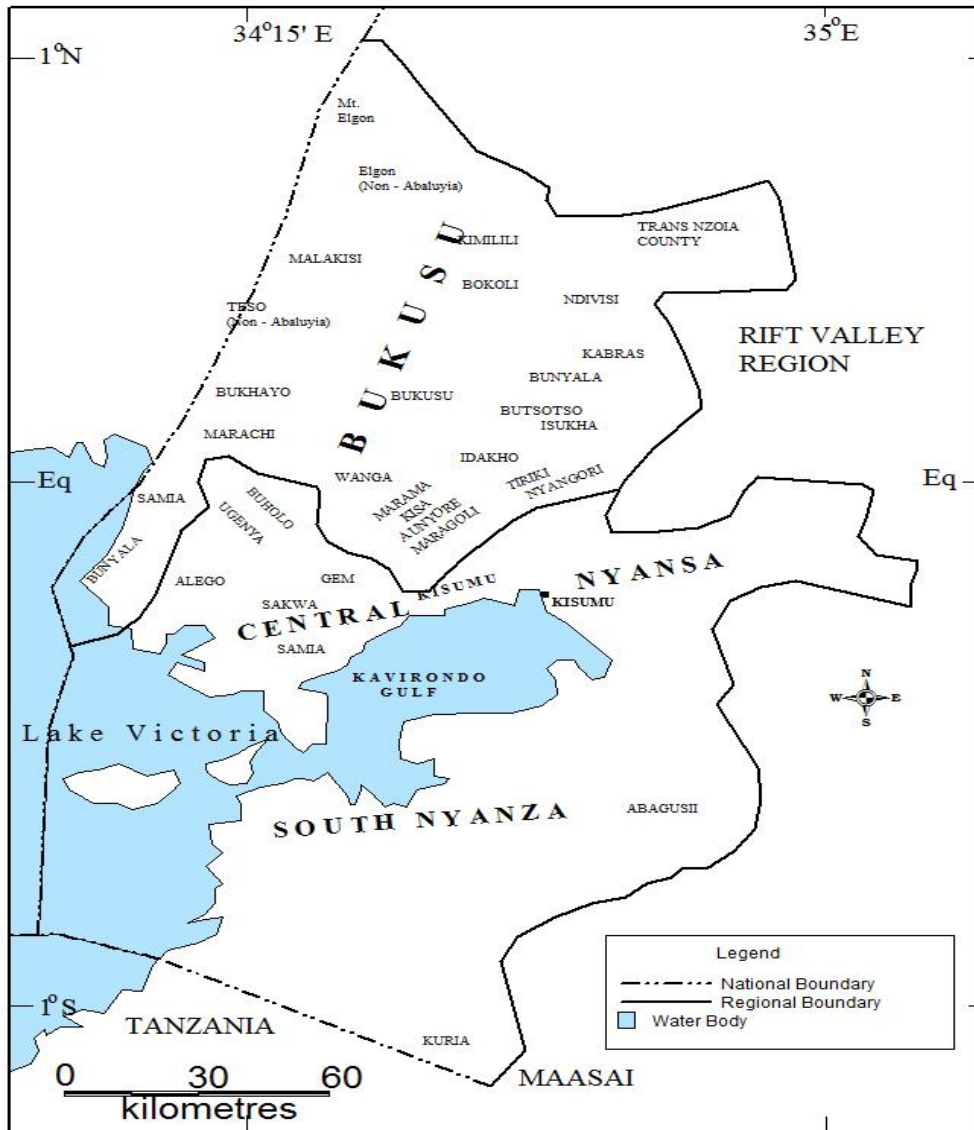 34°15' E
35°E
1°N
Mt.
Elgon
Elgon
(Non - Abaluyia)
KIMILILI
TRANS NZOIA
COUNTY
MALAKISI
BOKOLI
NDIVISI
TESO
(Non - Abaluyia)
BUKUSU
RIFT VALLEY
REGION
KABRAS
BUNYALA
BUKHAYO
BUKUSU
BUTSOTSO
ISUKHA
MARACHI
IDAKHO
WANGA
TIRIKI
NYANGORI
Eq
Eq
SAMIA
BUHOLO
UGENYA
MARAMA
KISA
AUNYORE
MARAGOLI
BUNYALA
ALEGO
GEM
KISUMU
NYANSA
SAKWA
KISUMU
CENTRAL
SAMIA
KAVIRONDO
GULF
N
W
E
S
Lake Victoria
ABAGUSII
SOUTH NYANZA
Legend
National Boundary
Regional Boundary
Water Body
1°S
TANZANIA
KURIA
MAASAI
0 30 60
kilometres